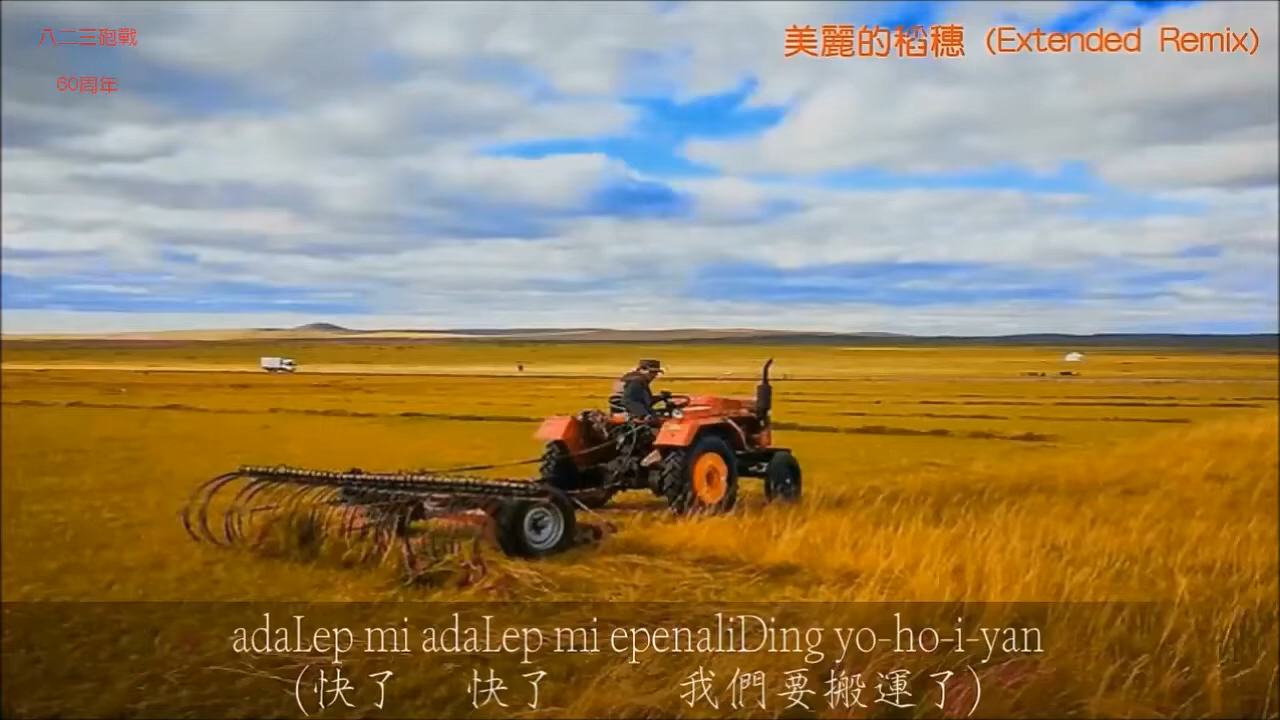 八二三砲戰
60周年
美麗的稻穗 (Extended Remix)
adaLep mi adaLep mi epenaliDing yo-ho-i-yan
(快了 快了 我們要搬運了)